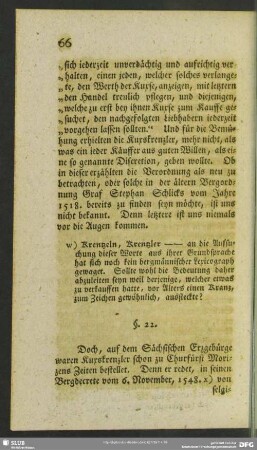 66
„sich iederzeit unverdächtig und aufrichtig ver-
„halten, einen jeden, welcher solches verlange-
„te, den Werth der Kuxe, anzeigen, mit letztern
„den Handel treulich pflegen, und diejenigen,
„welche zu erst bey ihnen Kuxe zum Kauffe ge-
„suchet, den nachgefolgten Liebhabern iederzeit
„vorgehen lassen sollten.“ Und für die Bemü-
hung erhielten die Kuxkrenzler, mehr nicht, als
was ein ieder Käuffer aus guten Willen, als ei-
ne so genannte Discretion, geben wollte. Ob
in dieser erzählten die Verordnung als neu zu
betrachten, oder solche in der ältern Vergord-
nung Graf Stephan Schlicks vom Jahre
1518. bereits zu finden seyn möchte, ist uns
nicht bekannt. Denn letztere ist uns niemals
vor die Augen kommen.
w) Krenzeln, Krentzler —— an die Aufsu-
chung dieser Worte aus ihrer Grundsprache
hat sich noch kein bergmännischer Lexicograph
gewaget. Sollte wohl die Bedeutung daher
abzuleiten seyn weil derjenige, welcher etwas
zu verkauffen hatte, vor Alters einen Kranz,
zum Zeichen gewöhnlich, aussteckte?
§. 22.
Doch, auf dem Sächsischen Erzgebürge
waren Kuxkrenzler schon zu Churfürst Mori-
zens Zeiten bestellet. Denn er redet, in seinen
Bergdecrete vom 6. November, 1548. x) von
selgi-
SLUB